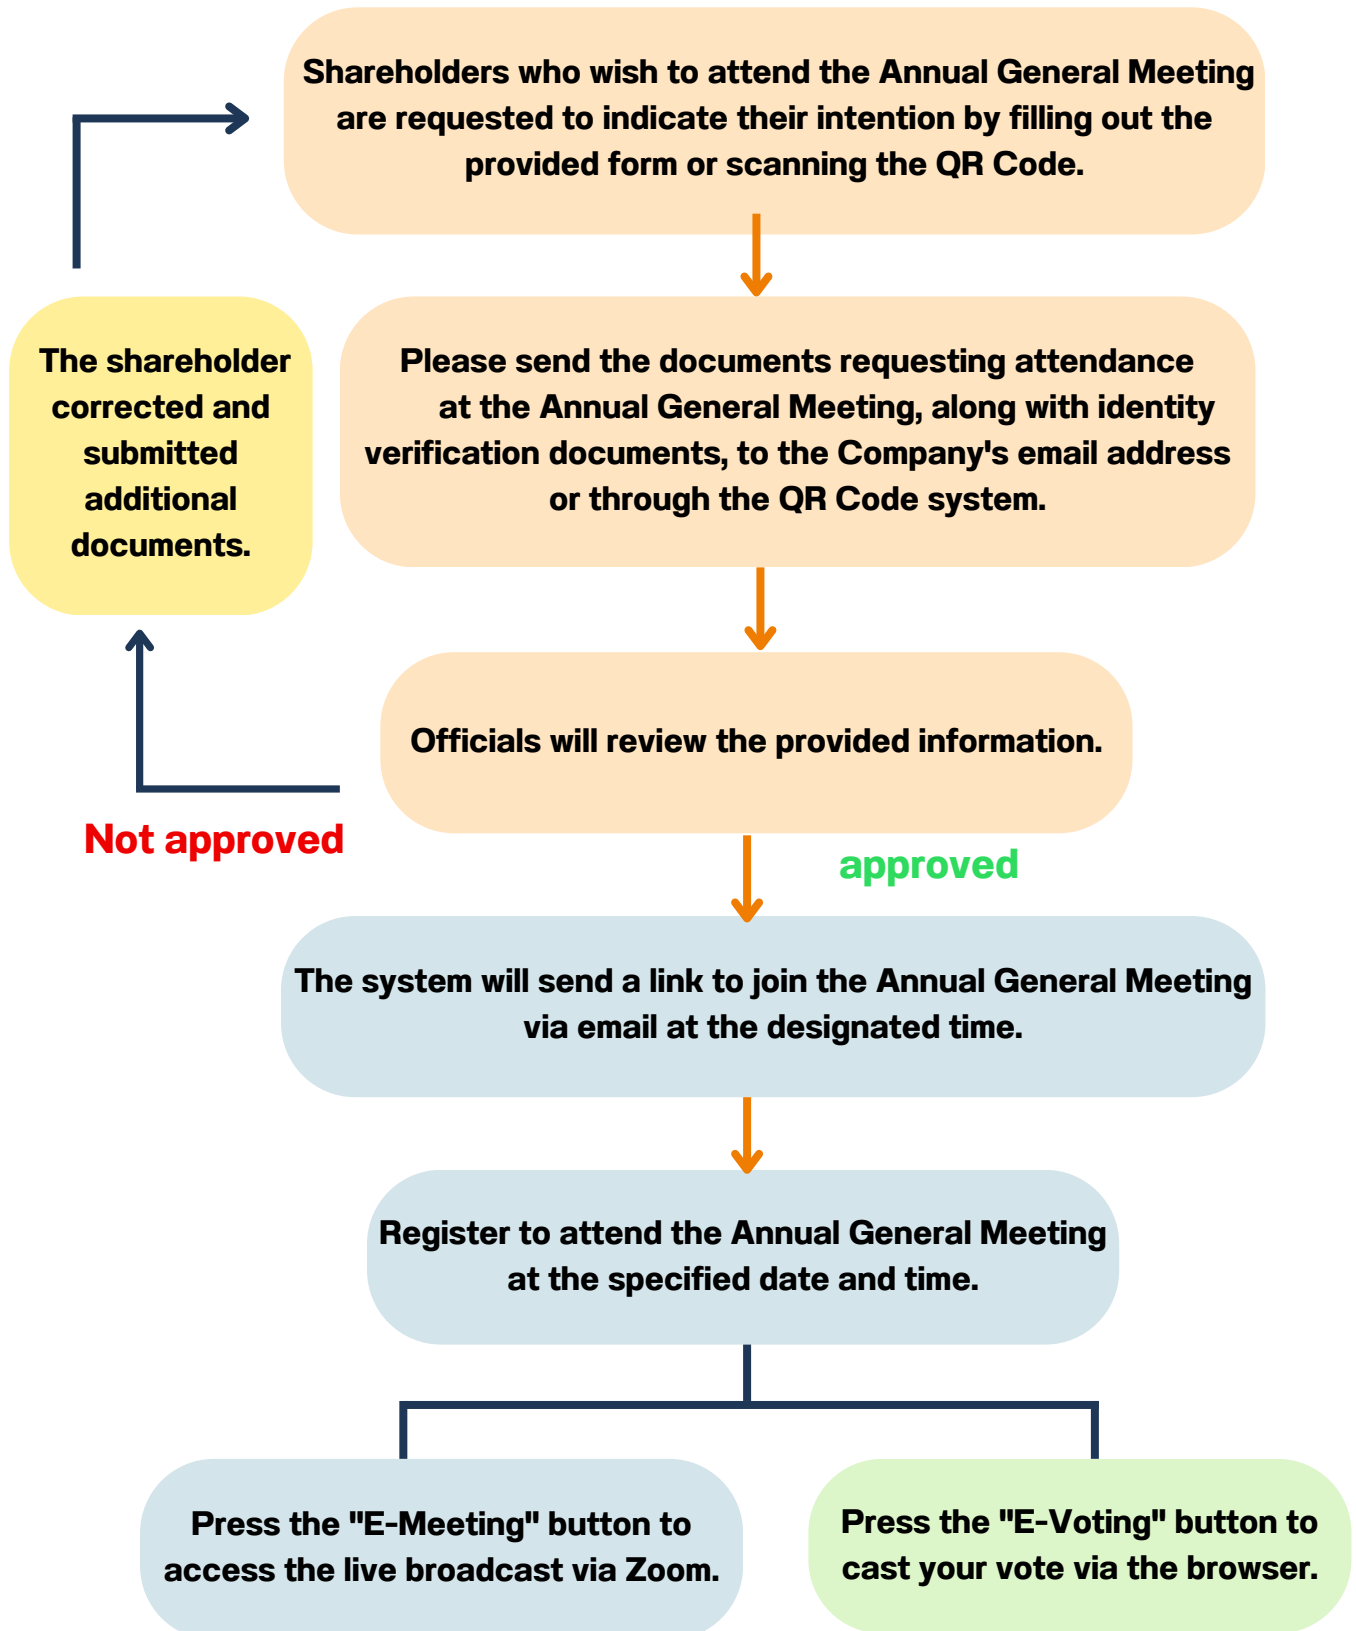 Shareholders who wish to attend the Annual General Meeting
are requested to indicate their intention by filling out the
provided form or scanning the QR Code.
The shareholder
corrected and
submitted
additional
documents.
Please send the documents requesting attendance
at the Annual General Meeting, along with identity
verification documents, to the Company's email address
or through the QR Code system.
Officials will review the provided information.
Not approved
approved
The system will send a link to join the Annual General Meeting
via email at the designated time.
Register to attend the Annual General Meeting
at the specified date and time.
Press the "E-Meeting" button to
access the live broadcast via Zoom.
Press the "E-Voting" button to
cast your vote via the browser.